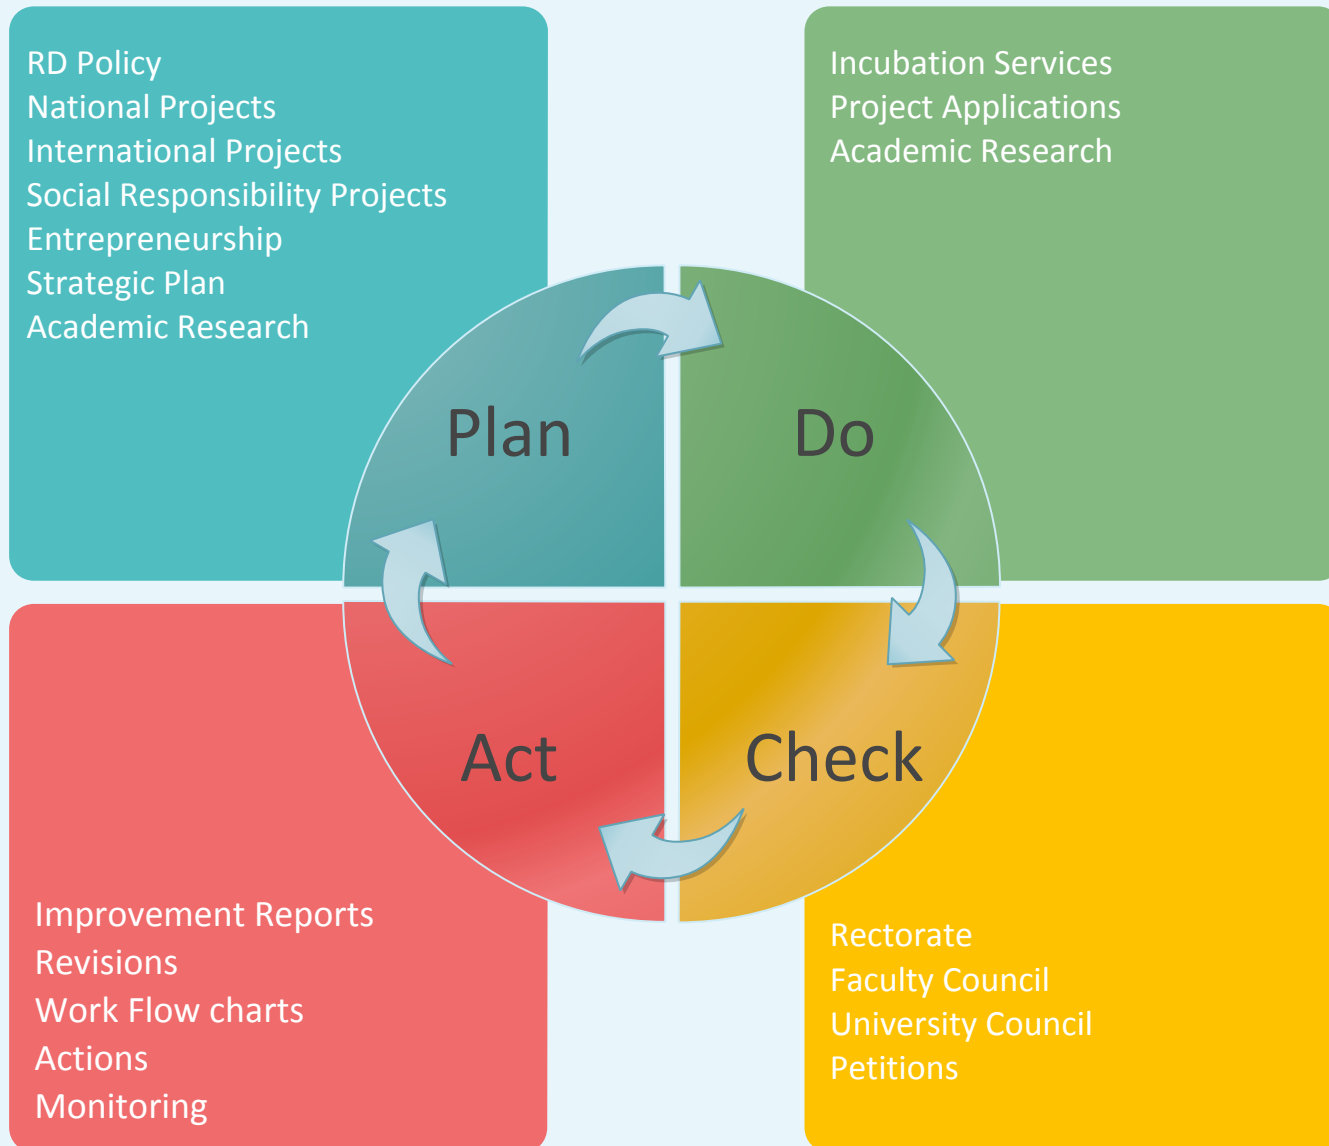 RD Policy
National Projects
International Projects
Social Responsibility Projects
Entrepreneurship
Strategic Plan
Academic Research
Incubation Services
Project Applications
Academic Research
Plan
Do
Act
Check
Improvement Reports
Revisions
Work Flow charts
Actions
Monitoring
Rectorate
Faculty Council
University Council
Petitions